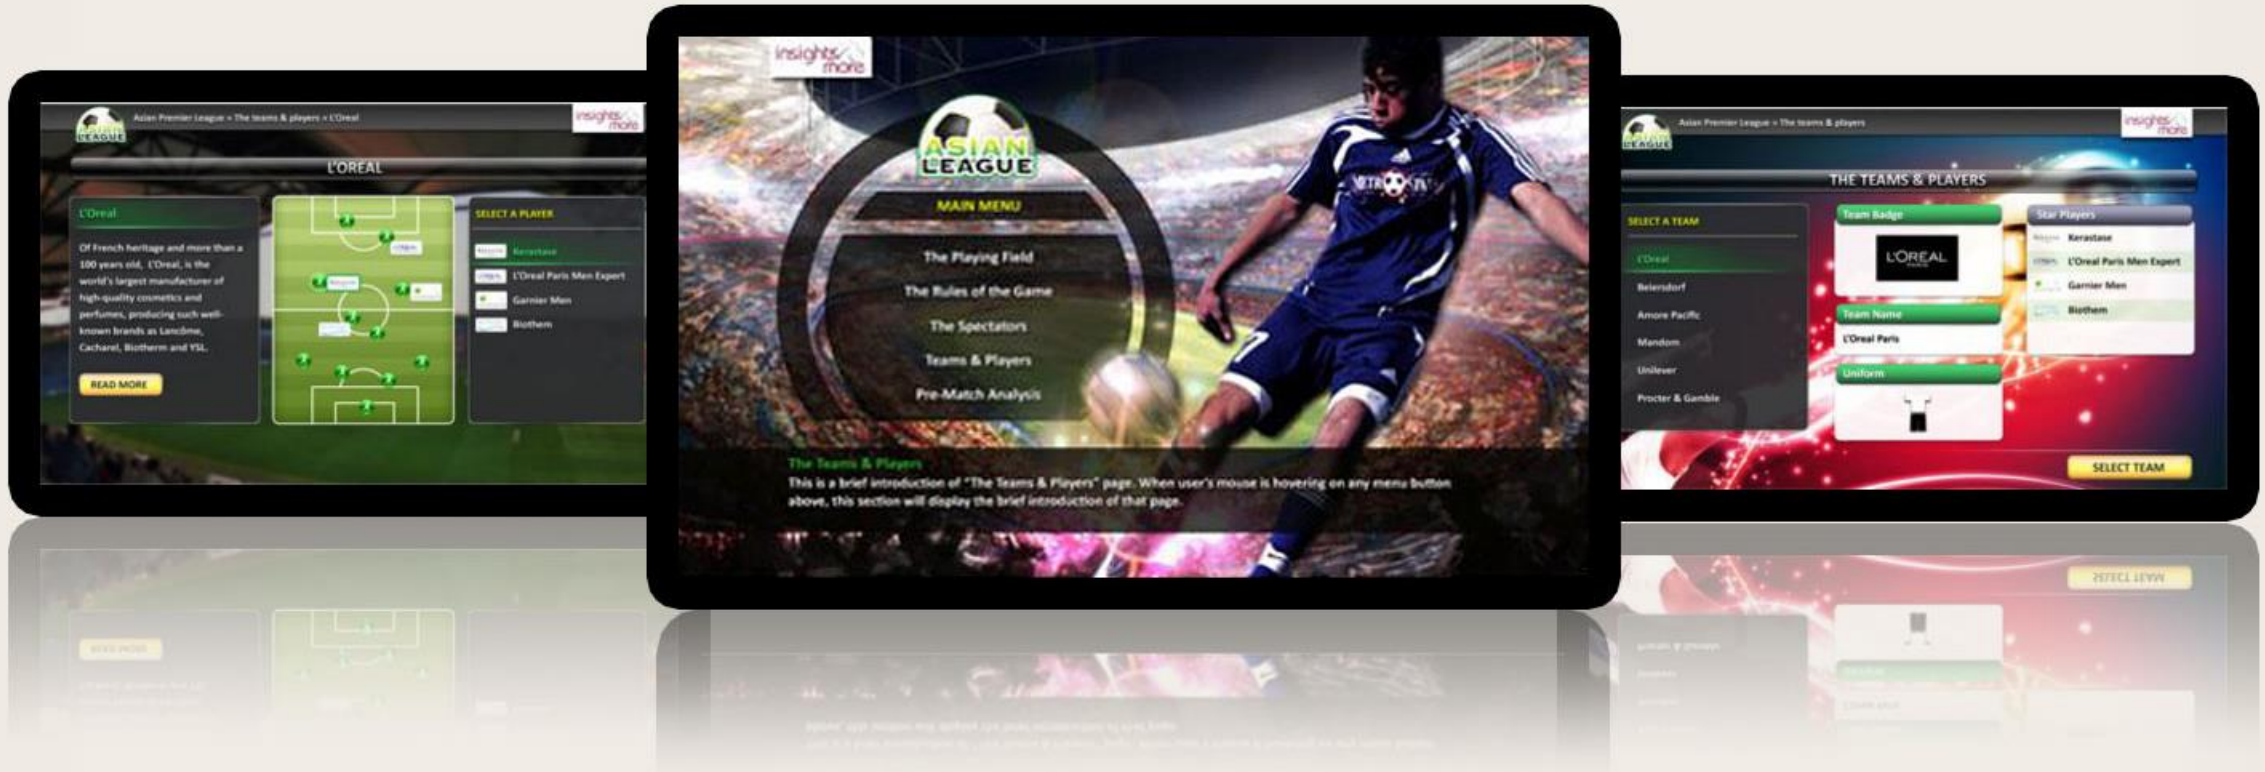 ASIAN
LEAGUE
Asian Premier League » The teams & players » L'Oreal
insights
more
L'OREAL
L'Oreal
Of French heritage and more than a
100 years old, L'Oreal, is the
world's largest manufacturer of
high-quality cosmetics and
perfumes, producing such well-
known brands as Lancôme,
Cacharel, Biotherm and YSL.
READ MORE
SELECT A PLAYER
Kerastase
L'Oreal Paris Men Expert
Garnier Men
Biothem
insights
more
ASIAN
LEAGUE
MAIN MENU
The Playing Field
The Rules of the Game
The Spectators
Teams & Players
Pre-Match Analysis
The Teams & Players
This is a brief introduction of "The Teams & Players" page. When user's mouse is hovering on any menu button
above, this section will display the brief introduction of that page.
7
LEAGUE
Asian Premier League » The teams & players
insights
more
THE TEAMS & PLAYERS
SELECT A TEAM
L'Oreal
Beiersdorf
Amore Pacific
Mandom
Unilever
Procter & Gamble
Team Badge
L'ORÉAL
PARIS
Team Name
L'Oreal Paris
Uniform
Star Players
Kerastase
L'Oreal Paris Men Expert
Garnier Men
Biothem
SELECT TEAM